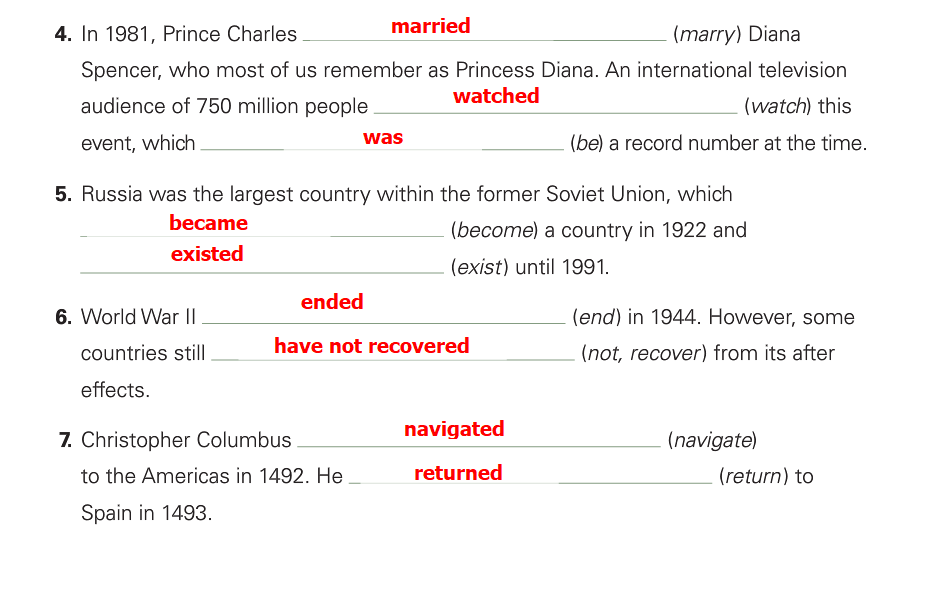 4. In 1981, Prince Charles married (marry) Diana
Spencer, who most of us remember as Princess Diana. An international television
audience of 750 million people watched (watch) this
event, which was (be) a record number at the time.
5. Russia was the largest country within the former Soviet Union, which
became (become) a country in 1922 and
existed (exist) until 1991.
6. World War II ended (end) in 1944. However, some
countries still have not recovered (not, recover) from its after
effects.
7. Christopher Columbus navigated (navigate)
to the Americas in 1492. He returned (return) to
Spain in 1493.